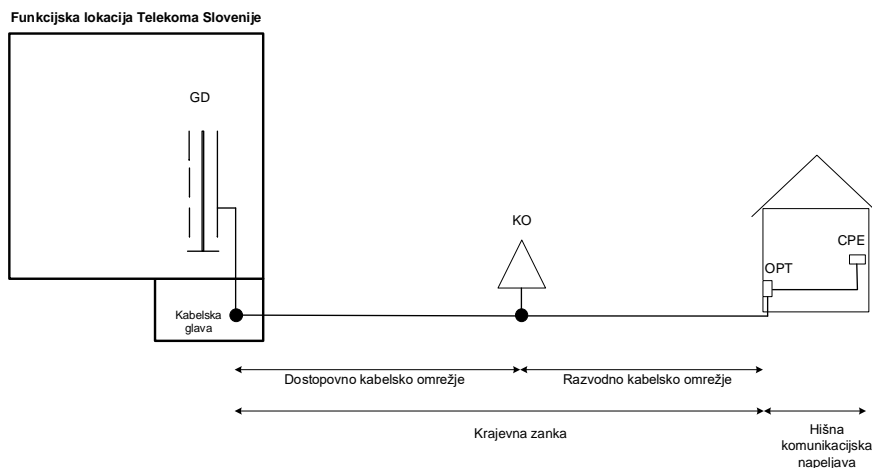 Funkcijska lokacija Telekoma Slovenije
GD
KO
CPE
OPT
Kabelska
glava
Dostopovno kabelsko omrežje
Razvodno kabelsko omrežje
Krajevna zanka
Hišna
komunikacijska
napeljava